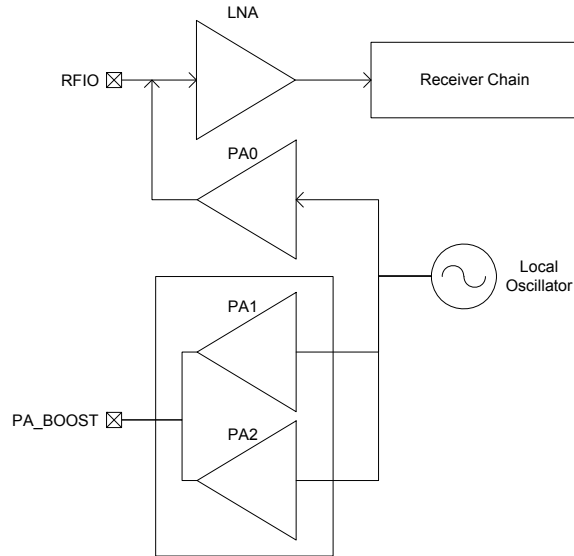 LNA
RFIO
Receiver Chain
PA0
Local
Oscillator
PA1
PA_BOOST
PA2